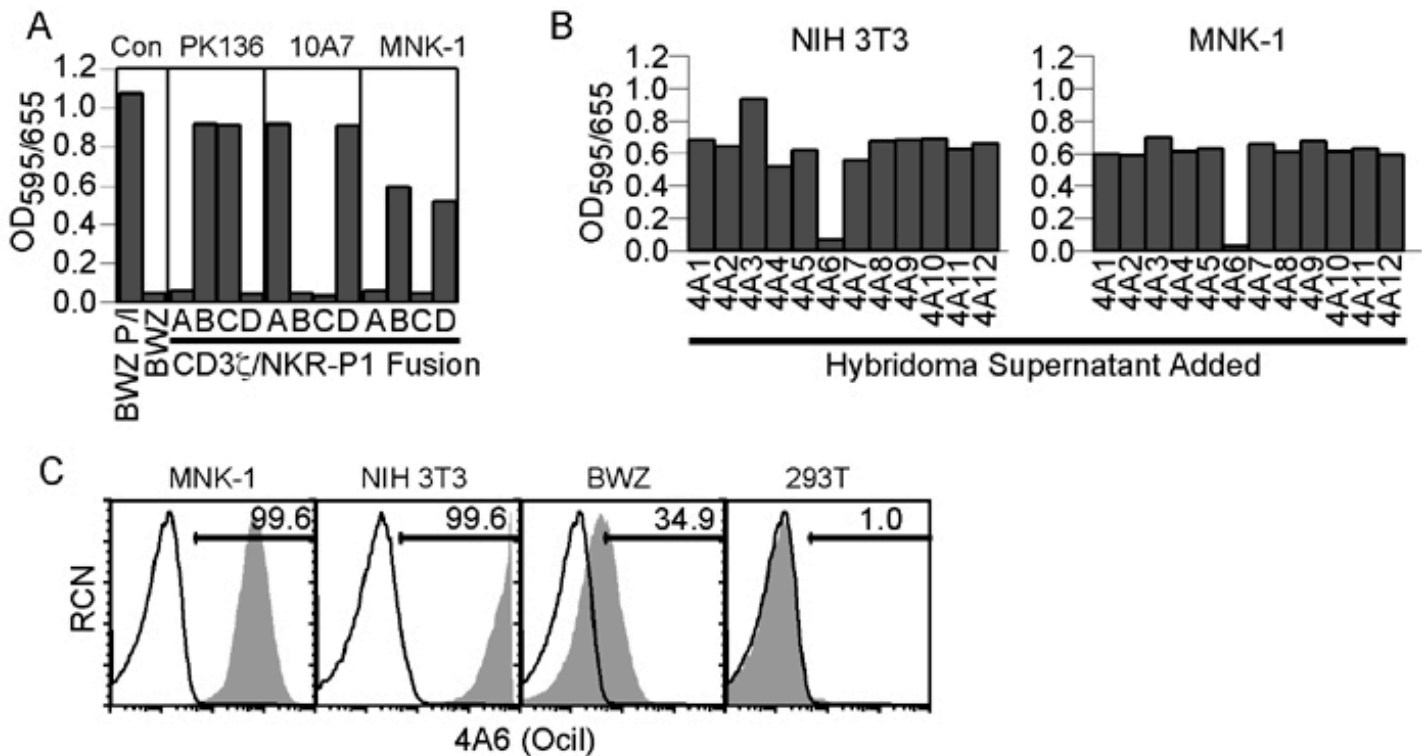 A
Con PK136 10A7 MNK-1
OD595/655
1.2
1.0
0.8
0.6
0.4
0.2
0.0
BWZ P/I
BWZ
A B C D A B C D A B C D
CD3ζ/NKR-P1 Fusion
B
NIH 3T3
OD595/655
1.2
1.0
0.8
0.6
0.4
0.2
0.0
4A1
4A2
4A3
4A4
4A5
4A6
4A7
4A8
4A9
4A10
4A11
4A12
MNK-1
1.2
1.0
0.8
0.6
0.4
0.2
0.0
4A1
4A2
4A3
4A4
4A5
4A6
4A7
4A8
4A9
4A10
4A11
4A12
Hybridoma Supernatant Added
C
MNK-1 NIH 3T3 BWZ 293T
99.6 99.6 34.9 1.0
RCN
4A6 (Ocil)